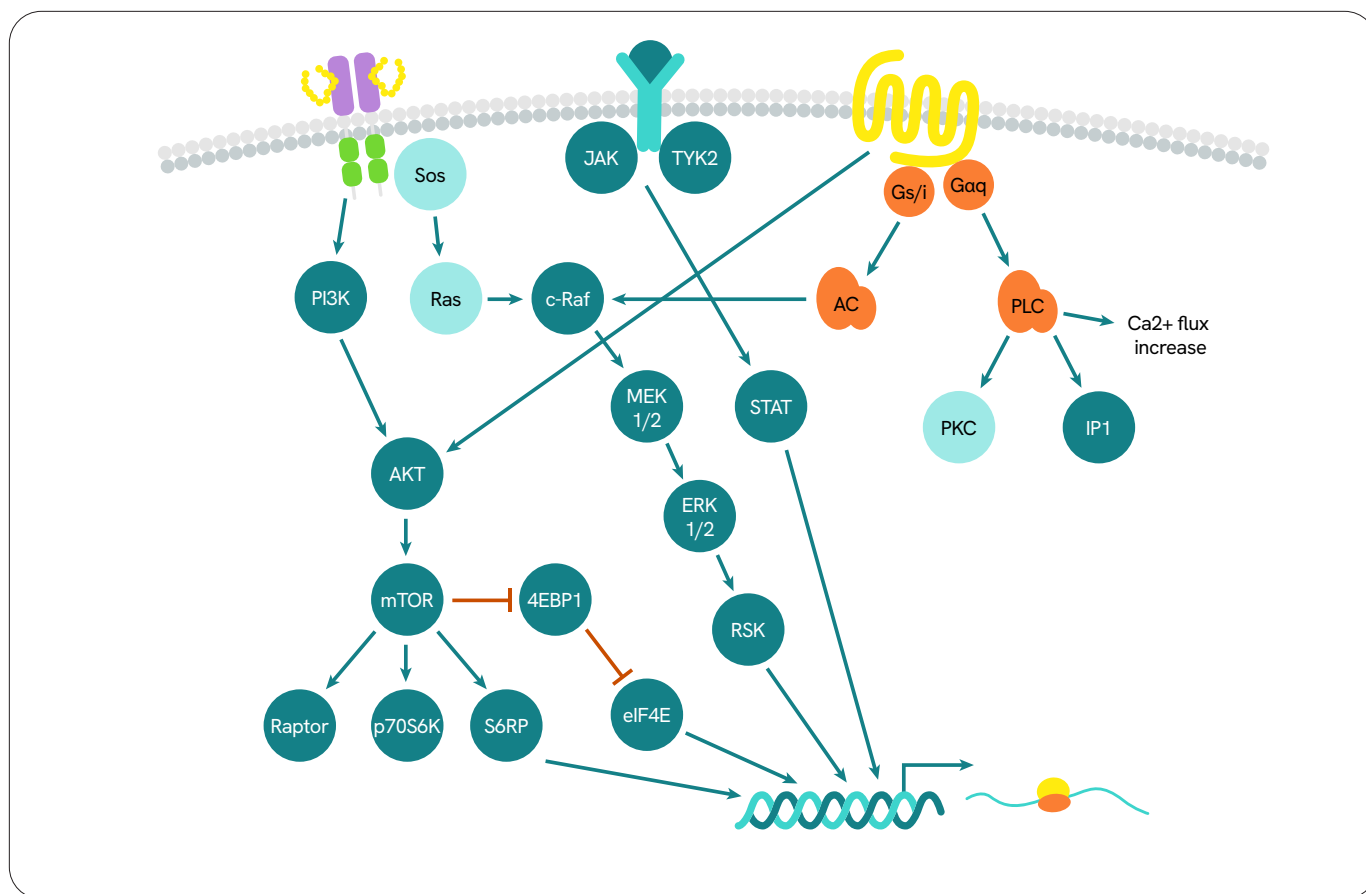 JAK
TYK2
Sos
Gs/i
Gαq
PI3K
Ras
c-Raf
AC
PLC
Ca2+ flux
increase
MEK
1/2
STAT
PKC
IP1
AKT
ERK
1/2
mTOR
4EBP1
RSK
Raptor
p70S6K
S6RP
eIF4E